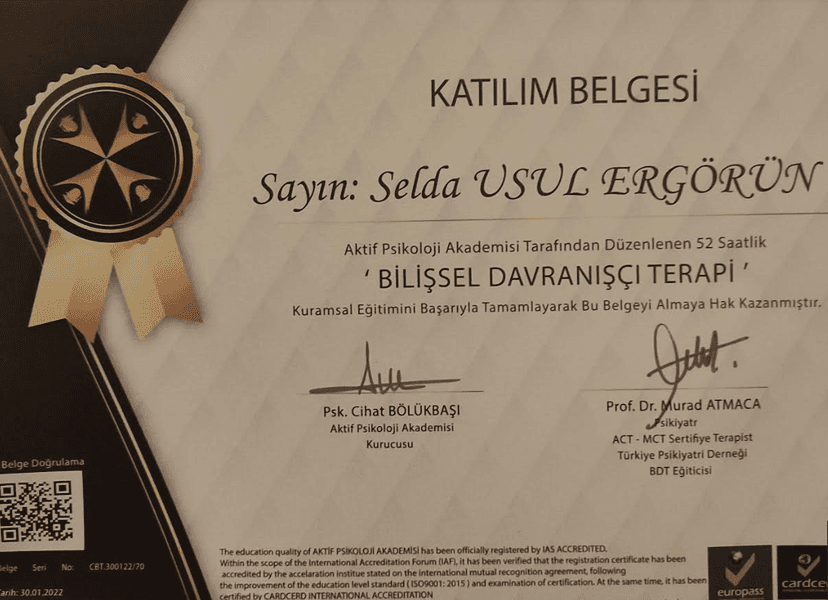 KATILIM BELGESİ
Sayın: Selda USUL ERGÖRÜN
Aktif Psikoloji Akademisi Tarafından Düzenlenen 52 Saatlik
‘ BİLİŞSEL DAVRANIŞÇI TERAPİ ’
Kuramsal Eğitimini Başarıyla Tamamlayarak Bu Belgeyi Almaya Hak Kazanmıştır.
Psk. Cihat BÖLÜKBAŞI
Aktif Psikoloji Akademisi
Kurucusu
Prof. Dr. Murad ATMACA
Psikiyatr
ACT - MCT Sertifiye Terapist
Türkiye Psikiyatri Derneği
BDT Eğiticisi
Belge Doğrulama
Belge Seri No: CBT.300122/70
Tarih: 30.01.2022
The education quality of AKTİF PSİKOLOJİ AKADEMİSİ has been officially registered by IAS ACCREDITED.
Within the scope of the International Accreditation Forum (IAF), it has been verified that the registration certificate has been
accredited by the accelaration institue stated on the international mutual recognition agreement, following
the improvement of the education level standard ( ISO9001: 2015 ) and examination of certification. At the same time, it has been
certified by CARDCERD INTERNATIONAL ACCREDITATION
europass
cardcer